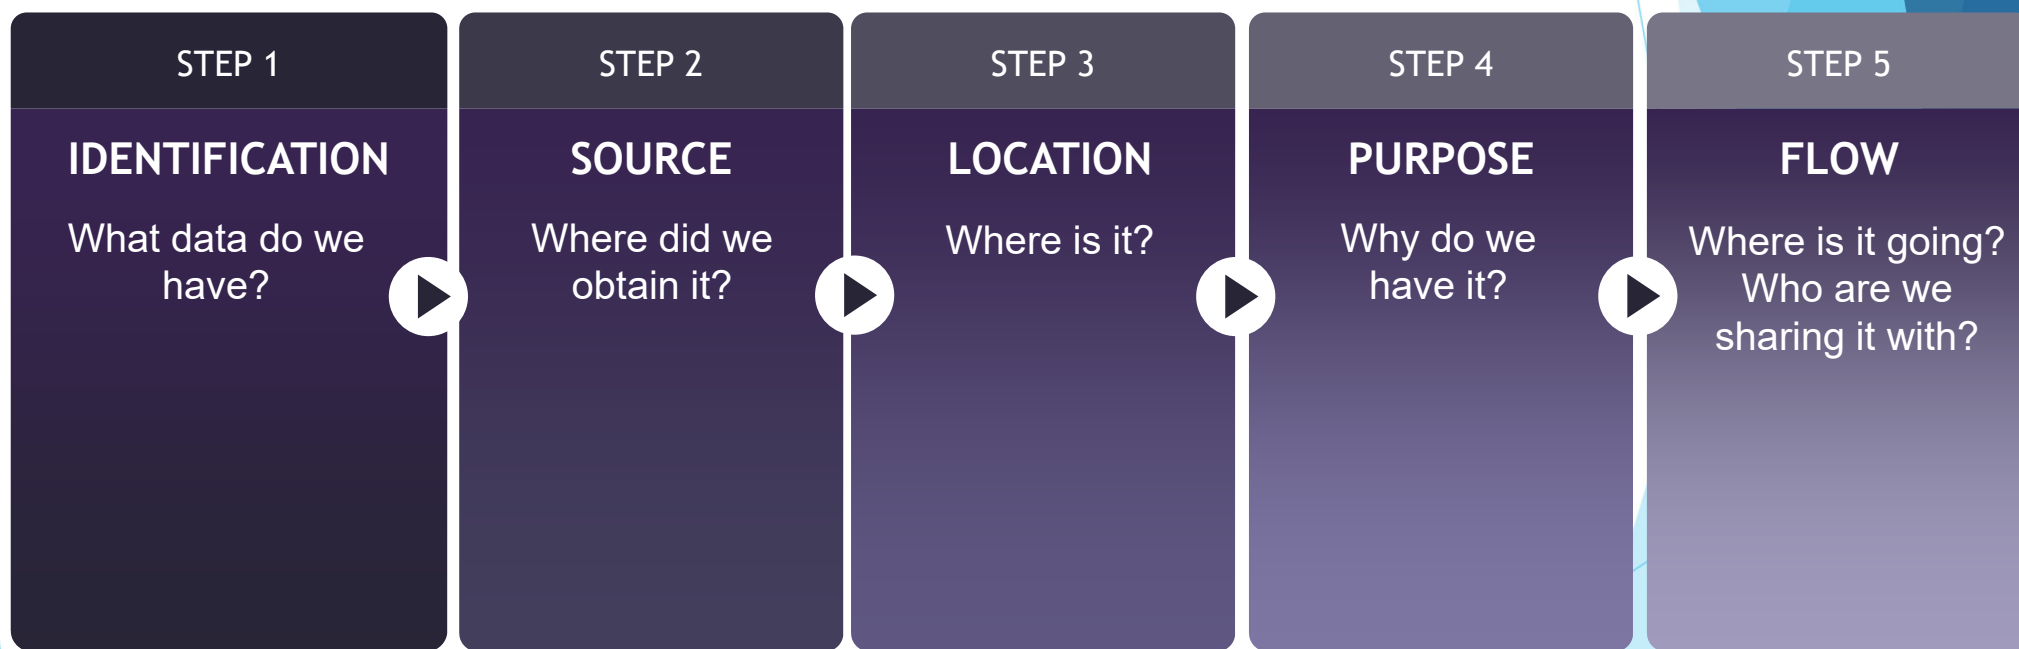 STEP 1
IDENTIFICATION
What data do we
have?
STEP 2
SOURCE
Where did we
obtain it?
STEP 3
LOCATION
Where is it?
STEP 4
PURPOSE
Why do we
have it?
STEP 5
FLOW
Where is it going?
Who are we
sharing it with?